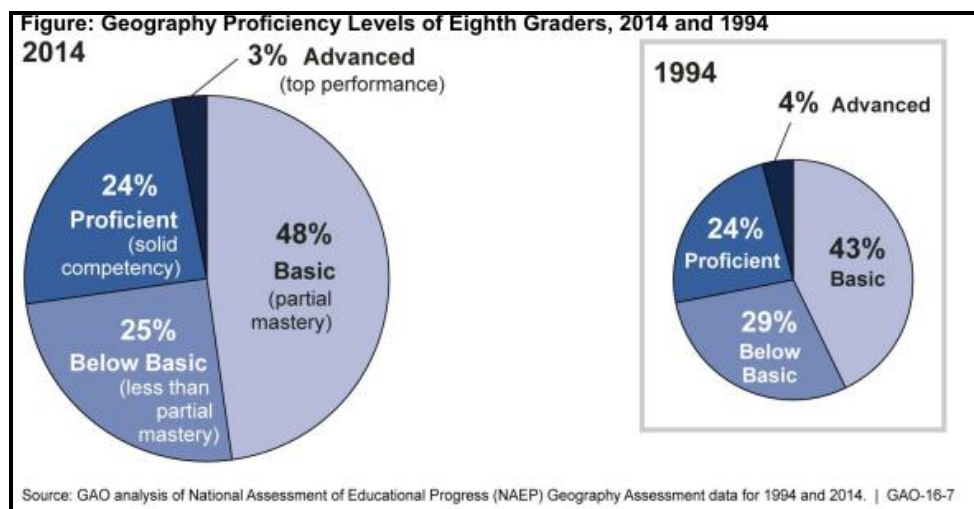 Figure: Geography Proficiency Levels of Eighth Graders, 2014 and 1994
2014
3% Advanced
(top performance)
24%
Proficient
(solid
competency)
48%
Basic
(partial
mastery)
25%
Below Basic
(less than
partial
mastery)
1994
4% Advanced
24%
Proficient
43%
Basic
29%
Below
Basic
Source: GAO analysis of National Assessment of Educational Progress (NAEP) Geography Assessment data for 1994 and 2014. | GAO-16-7